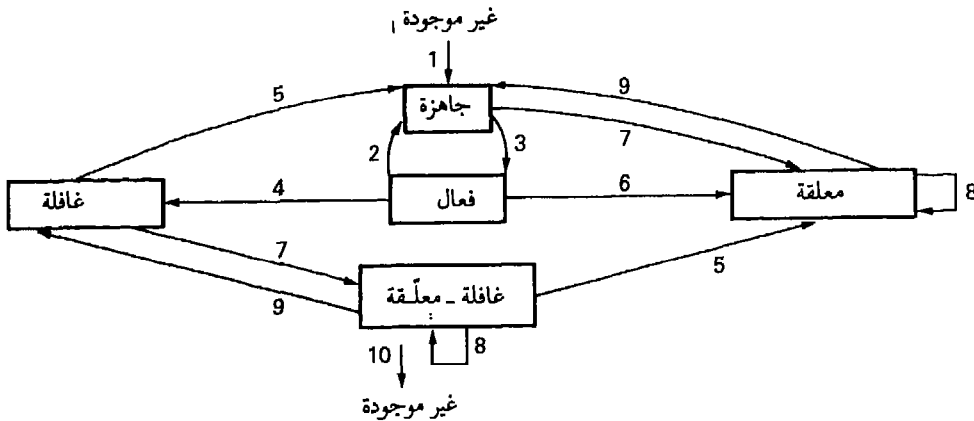 غير موجودة
1
5
9
جاهزة
2
3
7
غافلة
4
فعال
6
معلقة
8
7
5
9
غافلة - معلّقة
10
8
غير موجودة